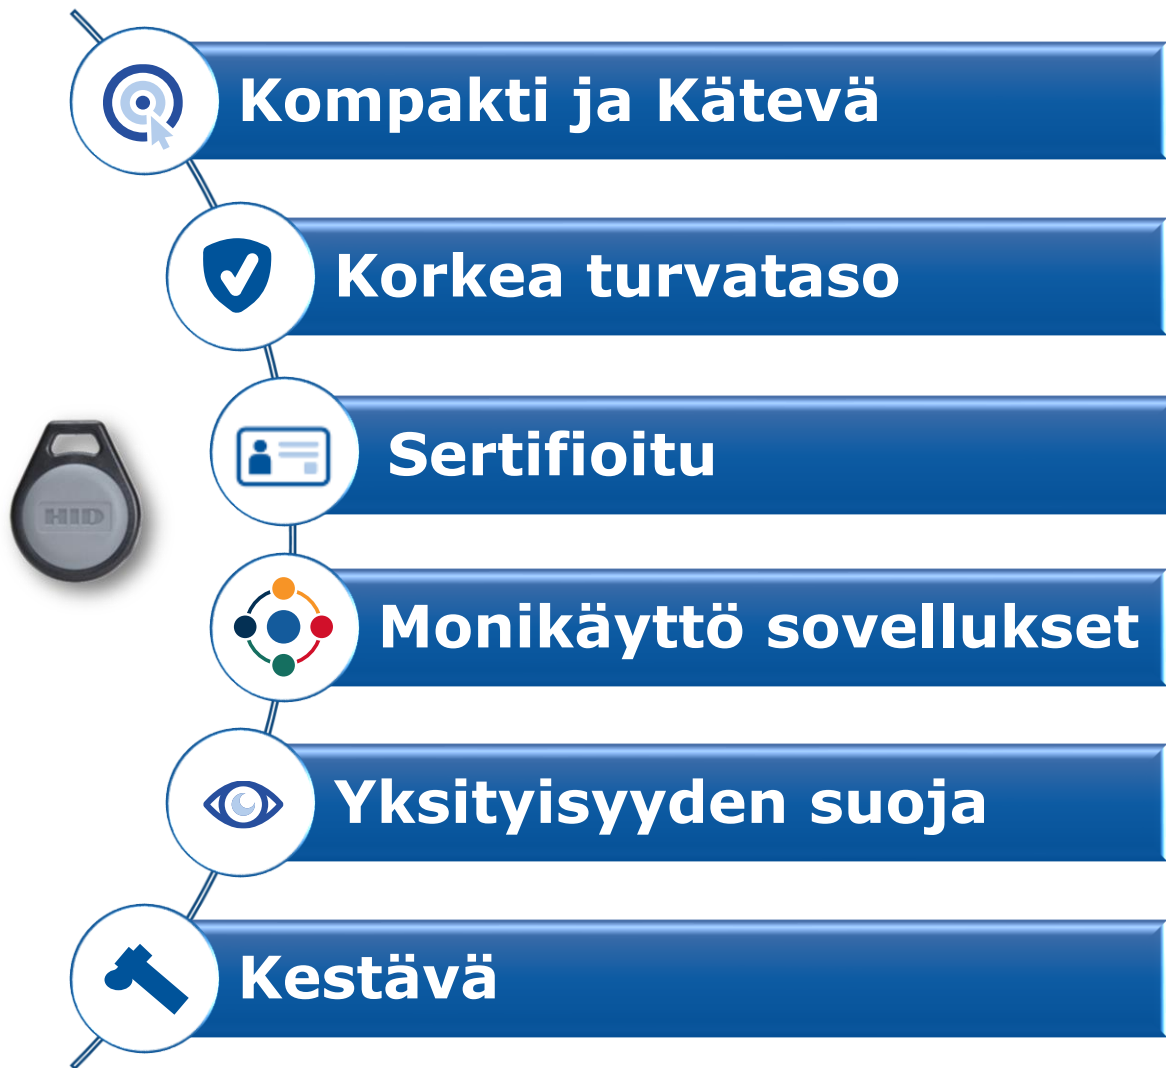 Kompakti ja Kätevä
Korkea turvataso
Sertifioitu
HID
Monikäyttö sovellukset
Yksityisyyden suoja
Kestävä